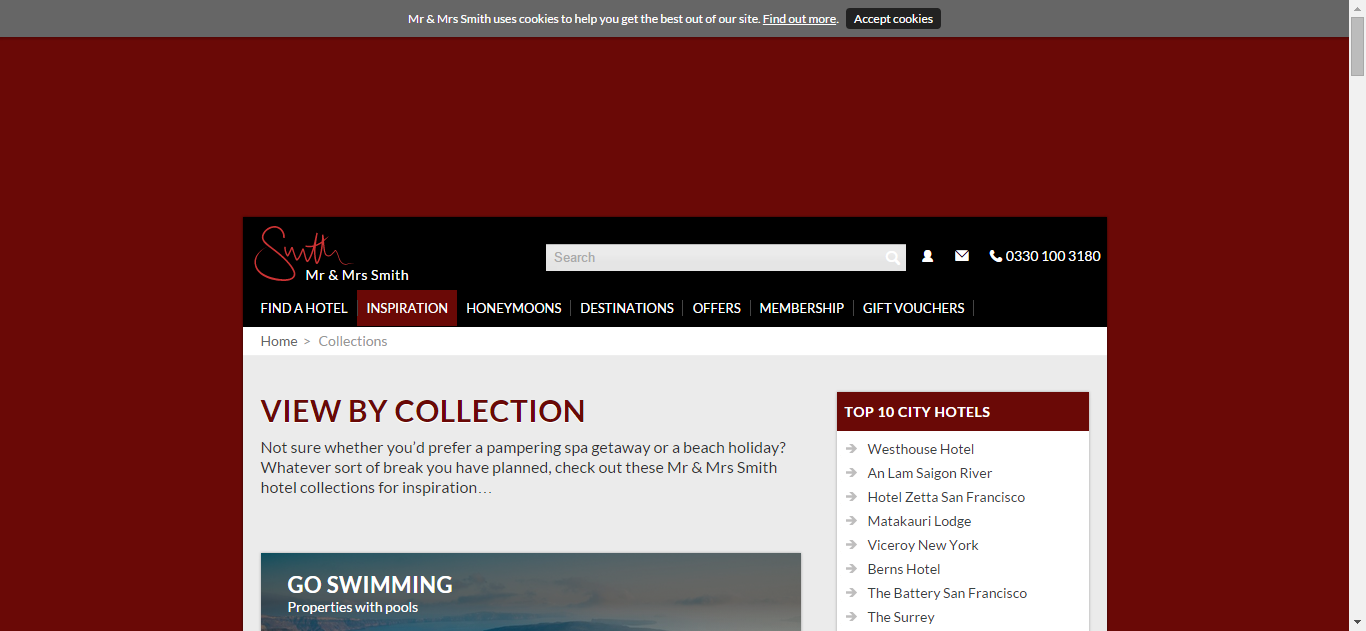 Mr & Mrs Smith uses cookies to help you get the best out of our site. Find out more. Accept cookies
Smith
Mr & Mrs Smith
Search
0330 100 3180
FIND A HOTEL INSPIRATION HONEYMOONS DESTINATIONS OFFERS MEMBERSHIP GIFT VOUCHERS
Home > Collections
VIEW BY COLLECTION
Not sure whether you’d prefer a pampering spa getaway or a beach holiday?
Whatever sort of break you have planned, check out these Mr & Mrs Smith
hotel collections for inspiration…
GO SWIMMING
Properties with pools
TOP 10 CITY HOTELS
Westhouse Hotel
An Lam Saigon River
Hotel Zetta San Francisco
Matakauri Lodge
Viceroy New York
Berns Hotel
The Battery San Francisco
The Surrey